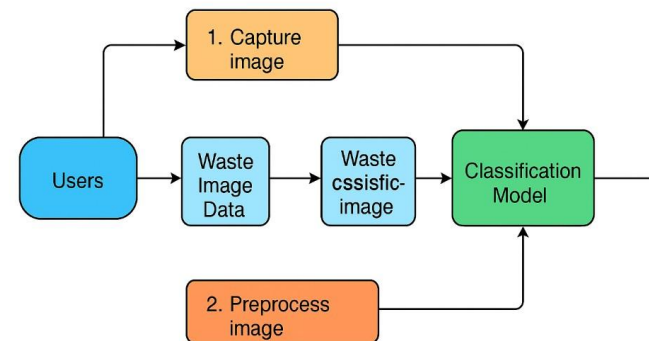 1. Capture
image
Users
Waste
Image
Data
Waste
cssisfic-
image
Classification
Model
2. Preprocess
image